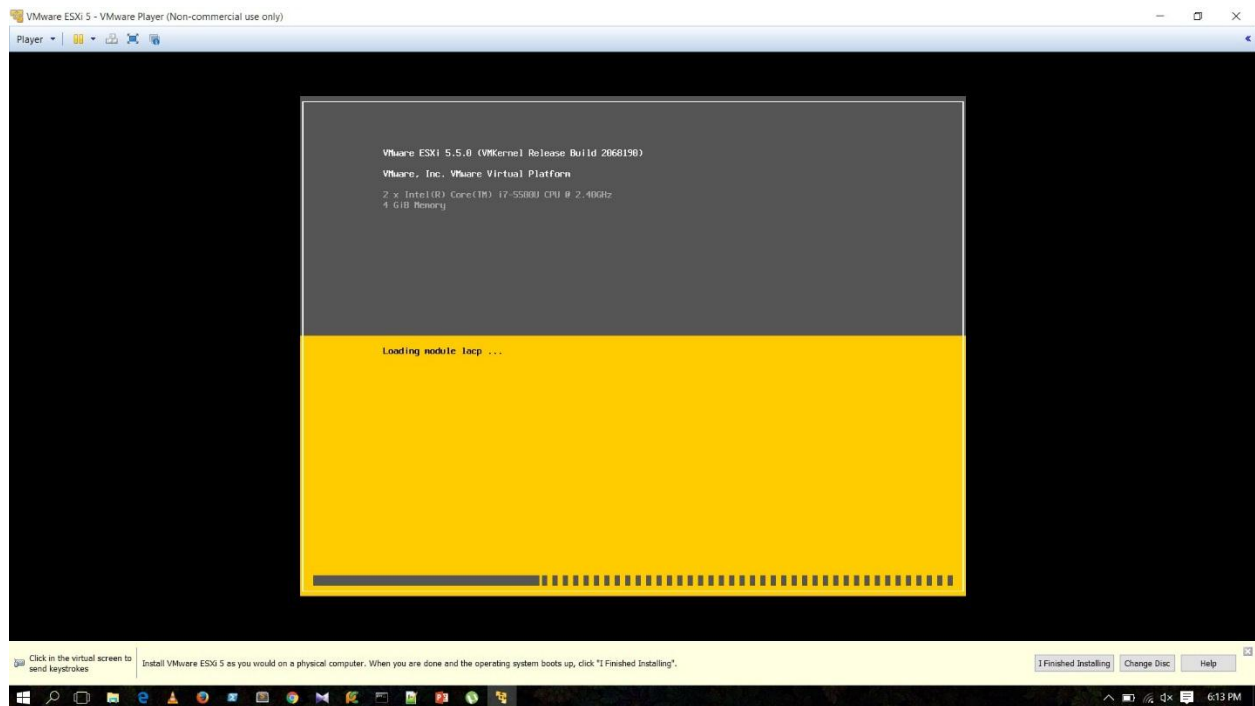 VMware ESXi 5 - VMware Player (Non-commercial use only)
Player
VMware ESXi 5.5.0 (VMKernel Release Build 2068190)
VMware, Inc. VMware Virtual Platform
2 x Intel(R) Core(TM) i7-5500U CPU @ 2.40GHz
4 GiB Memory
Loading module lacp ...
Click in the virtual screen to
send keystrokes
Install VMware ESXi 5 as you would on a physical computer. When you are done and the operating system boots up, click "I Finished Installing".
I Finished Installing
Change Disc
Help
6:13 PM